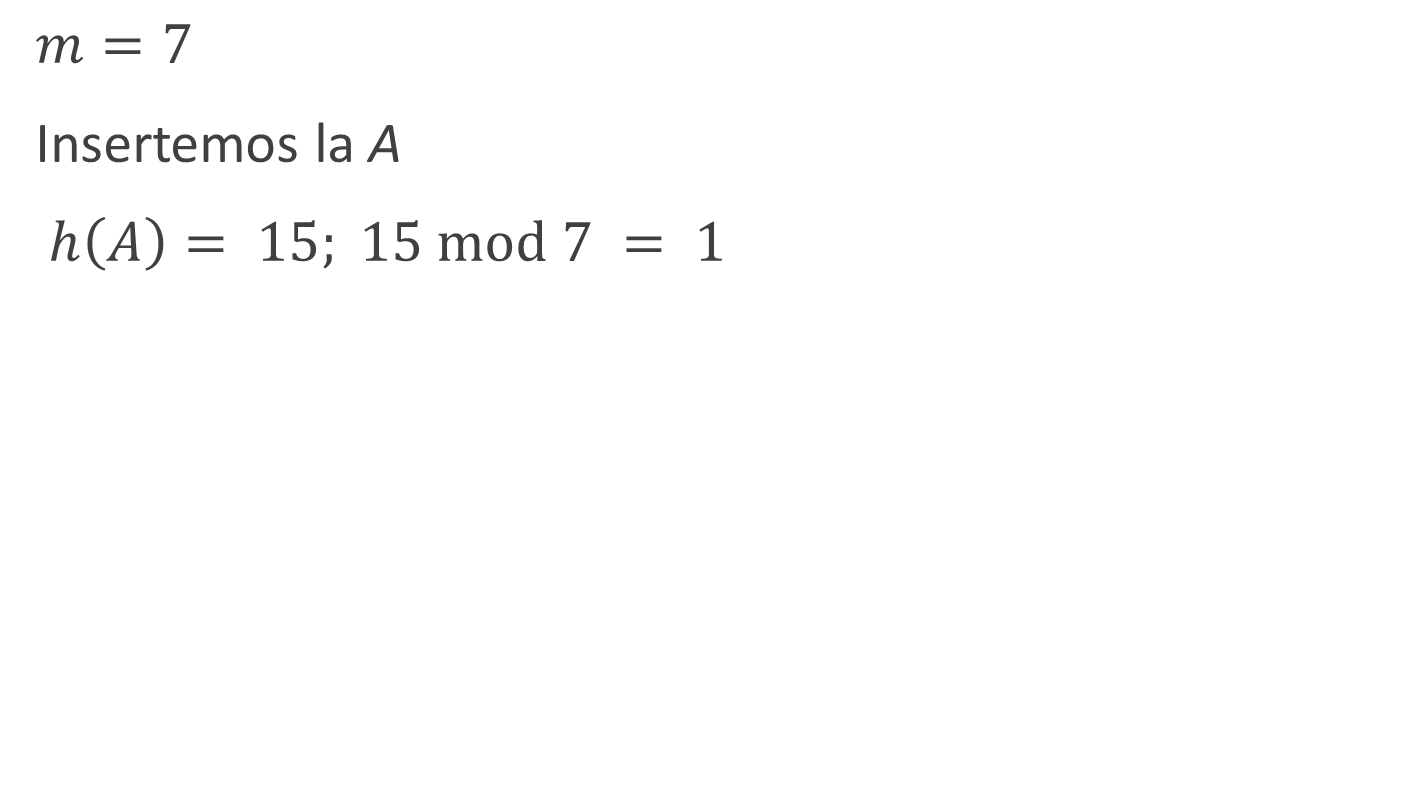 m = 7
Insertemos la A
h(A) = 15; 15 mod 7 = 1